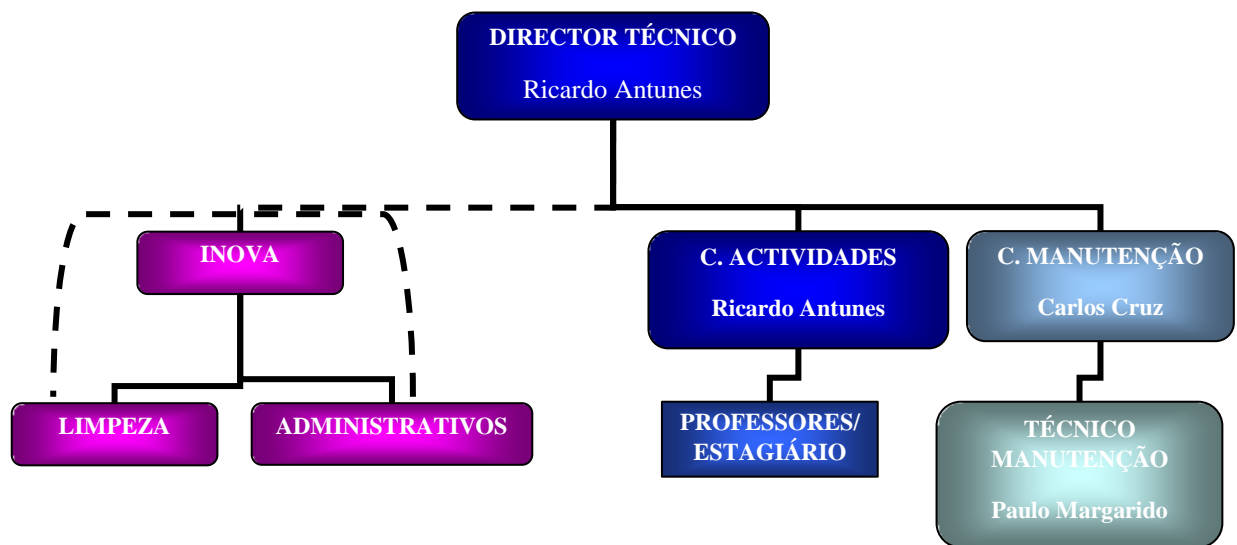 DIRECTOR TÉCNICO
Ricardo Antunes
INOVA
C. ACTIVIDADES
Ricardo Antunes
C. MANUTENÇÃO
Carlos Cruz
LIMPEZA
ADMINISTRATIVOS
PROFESSORES/
ESTAGIÁRIO
TÉCNICO
MANUTENÇÃO
Paulo Margarido